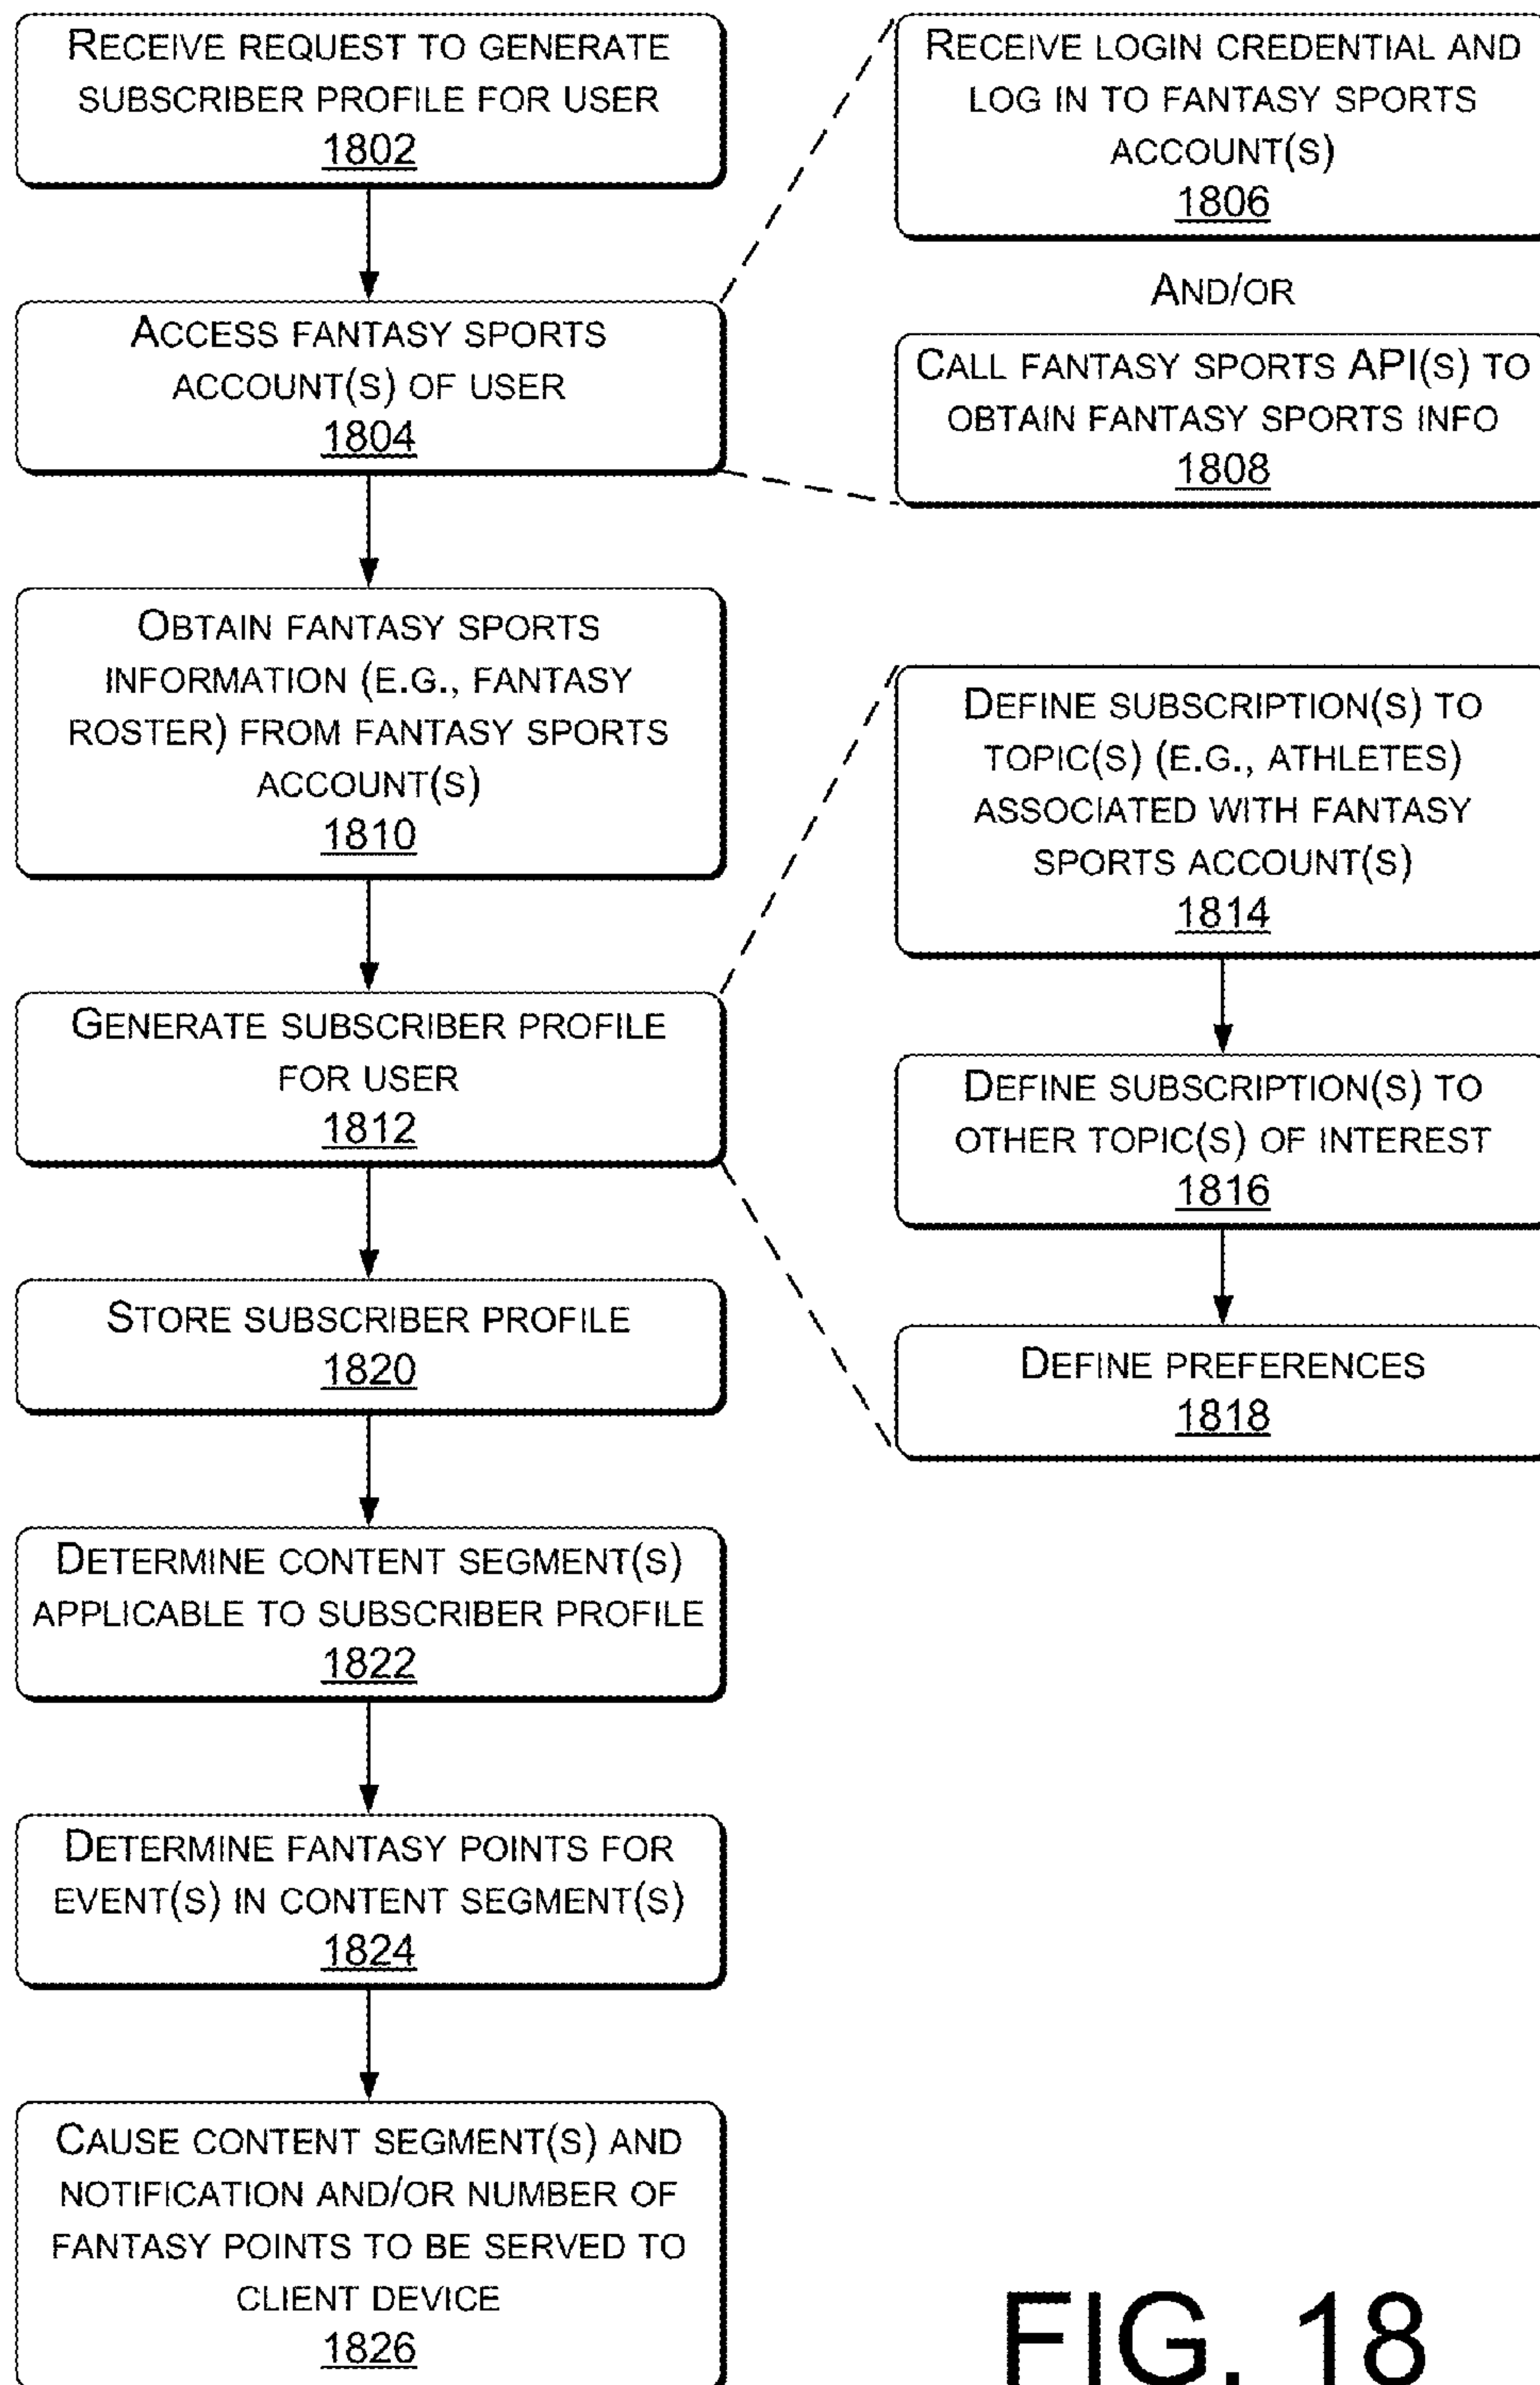 RECEIVE REQUEST TO GENERATE
SUBSCRIBER PROFILE FOR USER
1802
ACCESS FANTASY SPORTS
ACCOUNT(S) OF USER
1804
RECEIVE LOGIN CREDENTIAL AND
LOG IN TO FANTASY SPORTS
ACCOUNT(S)
1806
AND/OR
CALL FANTASY SPORTS API(S) TO
OBTAIN FANTASY SPORTS INFO
1808
OBTAIN FANTASY SPORTS
INFORMATION (E.G., FANTASY
ROSTER) FROM FANTASY SPORTS
ACCOUNT(S)
1810
GENERATE SUBSCRIBER PROFILE
FOR USER
1812
DEFINE SUBSCRIPTION(S) TO
TOPIC(S) (E.G., ATHLETES)
ASSOCIATED WITH FANTASY
SPORTS ACCOUNT(S)
1814
DEFINE SUBSCRIPTION(S) TO
OTHER TOPIC(S) OF INTEREST
1816
DEFINE PREFERENCES
1818
STORE SUBSCRIBER PROFILE
1820
DETERMINE CONTENT SEGMENT(S)
APPLICABLE TO SUBSCRIBER PROFILE
1822
DETERMINE FANTASY POINTS FOR
EVENT(S) IN CONTENT SEGMENT(S)
1824
CAUSE CONTENT SEGMENT(S) AND
NOTIFICATION AND/OR NUMBER OF
FANTASY POINTS TO BE SERVED TO
CLIENT DEVICE
1826
FIG. 18